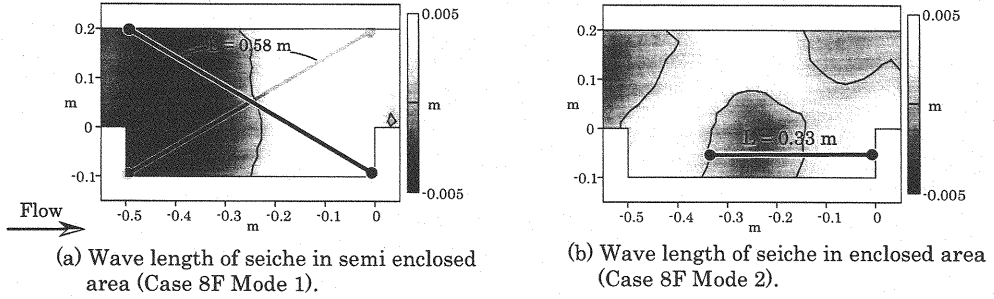 0.005
0.2
L = 0.58 m
0.1
m
m
0
-0.1
-0.005
-0.5 -0.4 -0.3 -0.2 -0.1 0
m
Flow
(a) Wave length of seiche in semi enclosed
area (Case 8F Mode 1).
0.005
0.2
0.1
m
m
0
L = 0.33 m
-0.1
-0.005
-0.5 -0.4 -0.3 -0.2 -0.1 0
m
(b) Wave length of seiche in enclosed area
(Case 8F Mode 2).